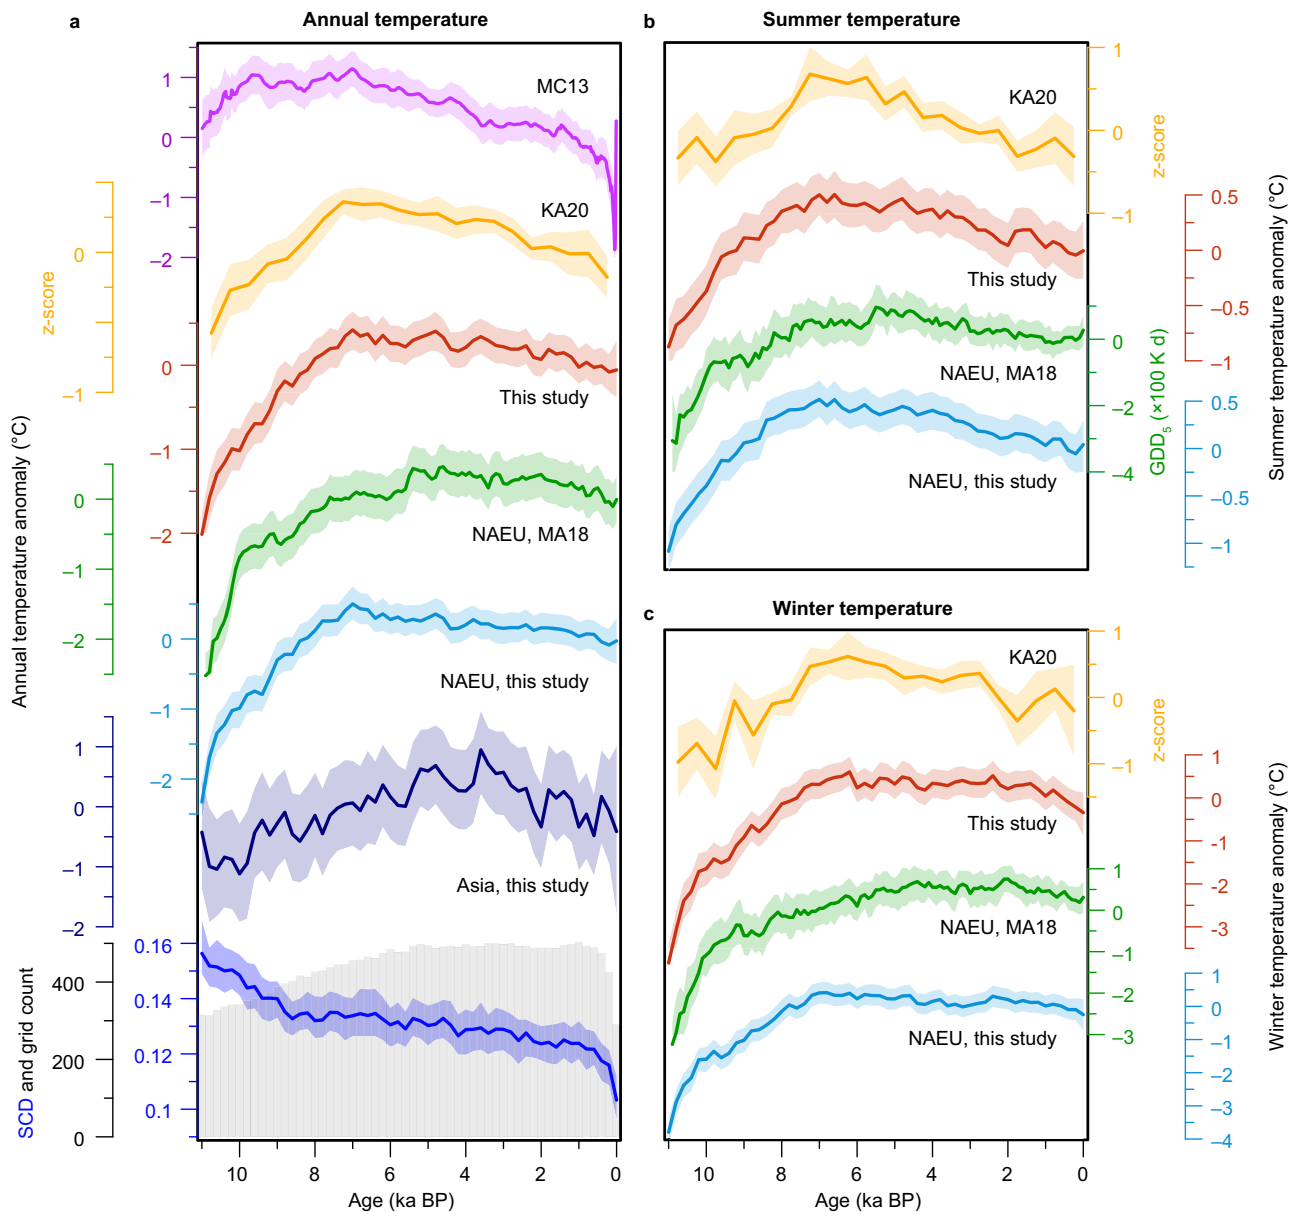 a
Annual temperature
MC13
1
0
−1
−2
KA20
z-score
0
−1
This study
0
−1
−2
Annual temperature anomaly (°C)
NAEU, MA18
0
−1
−2
NAEU, this study
0
−1
−2
Asia, this study
1
0
−1
−2
SCD and grid count
400
200
0
0.16
0.14
0.12
0.1
10 8 6 4 2 0
Age (ka BP)
b
Summer temperature
KA20
1
0
−1
z-score
This study
0.5
0
−0.5
−1
Summer temperature anomaly (°C)
NAEU, MA18
0
−2
−4
GDD5 (×100 K d)
NAEU, this study
0.5
0
−0.5
−1
c
Winter temperature
KA20
1
0
−1
z-score
This study
1
0
−1
−2
−3
Winter temperature anomaly (°C)
NAEU, MA18
1
0
−1
−2
−3
NAEU, this study
1
0
−1
−2
−3
−4
10 8 6 4 2 0
Age (ka BP)